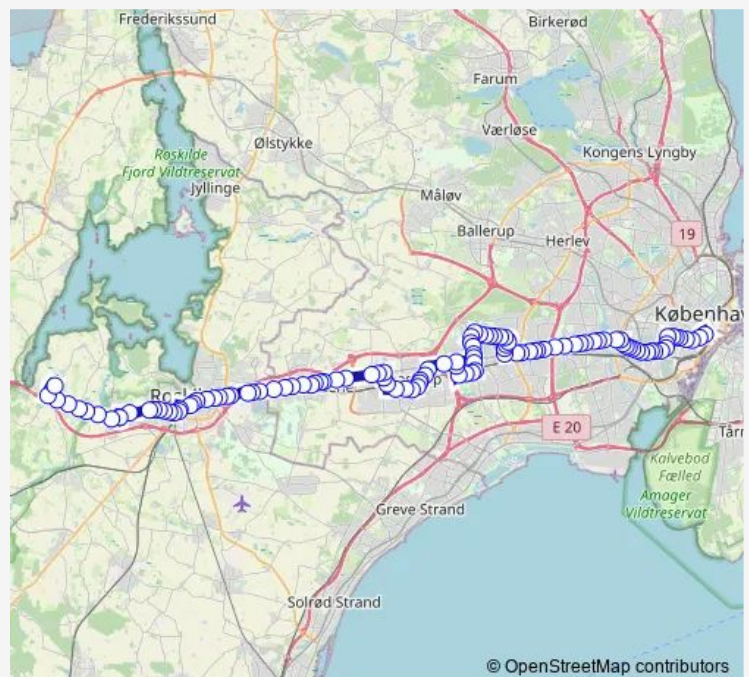 Frederikssund
Birkerød
Farum
Ølstykke
Værløse
Roskilde
Fjord Vildtreservat
Kongens Lyngby
Jyllinge
Måløv
Ballerup
Herlev
19
Københav
E 20
Tårn
Kalvebod
Fælled
Amager
Vildtreservat
Greve Strand
Solrød Strand
© OpenStreetMap contributors